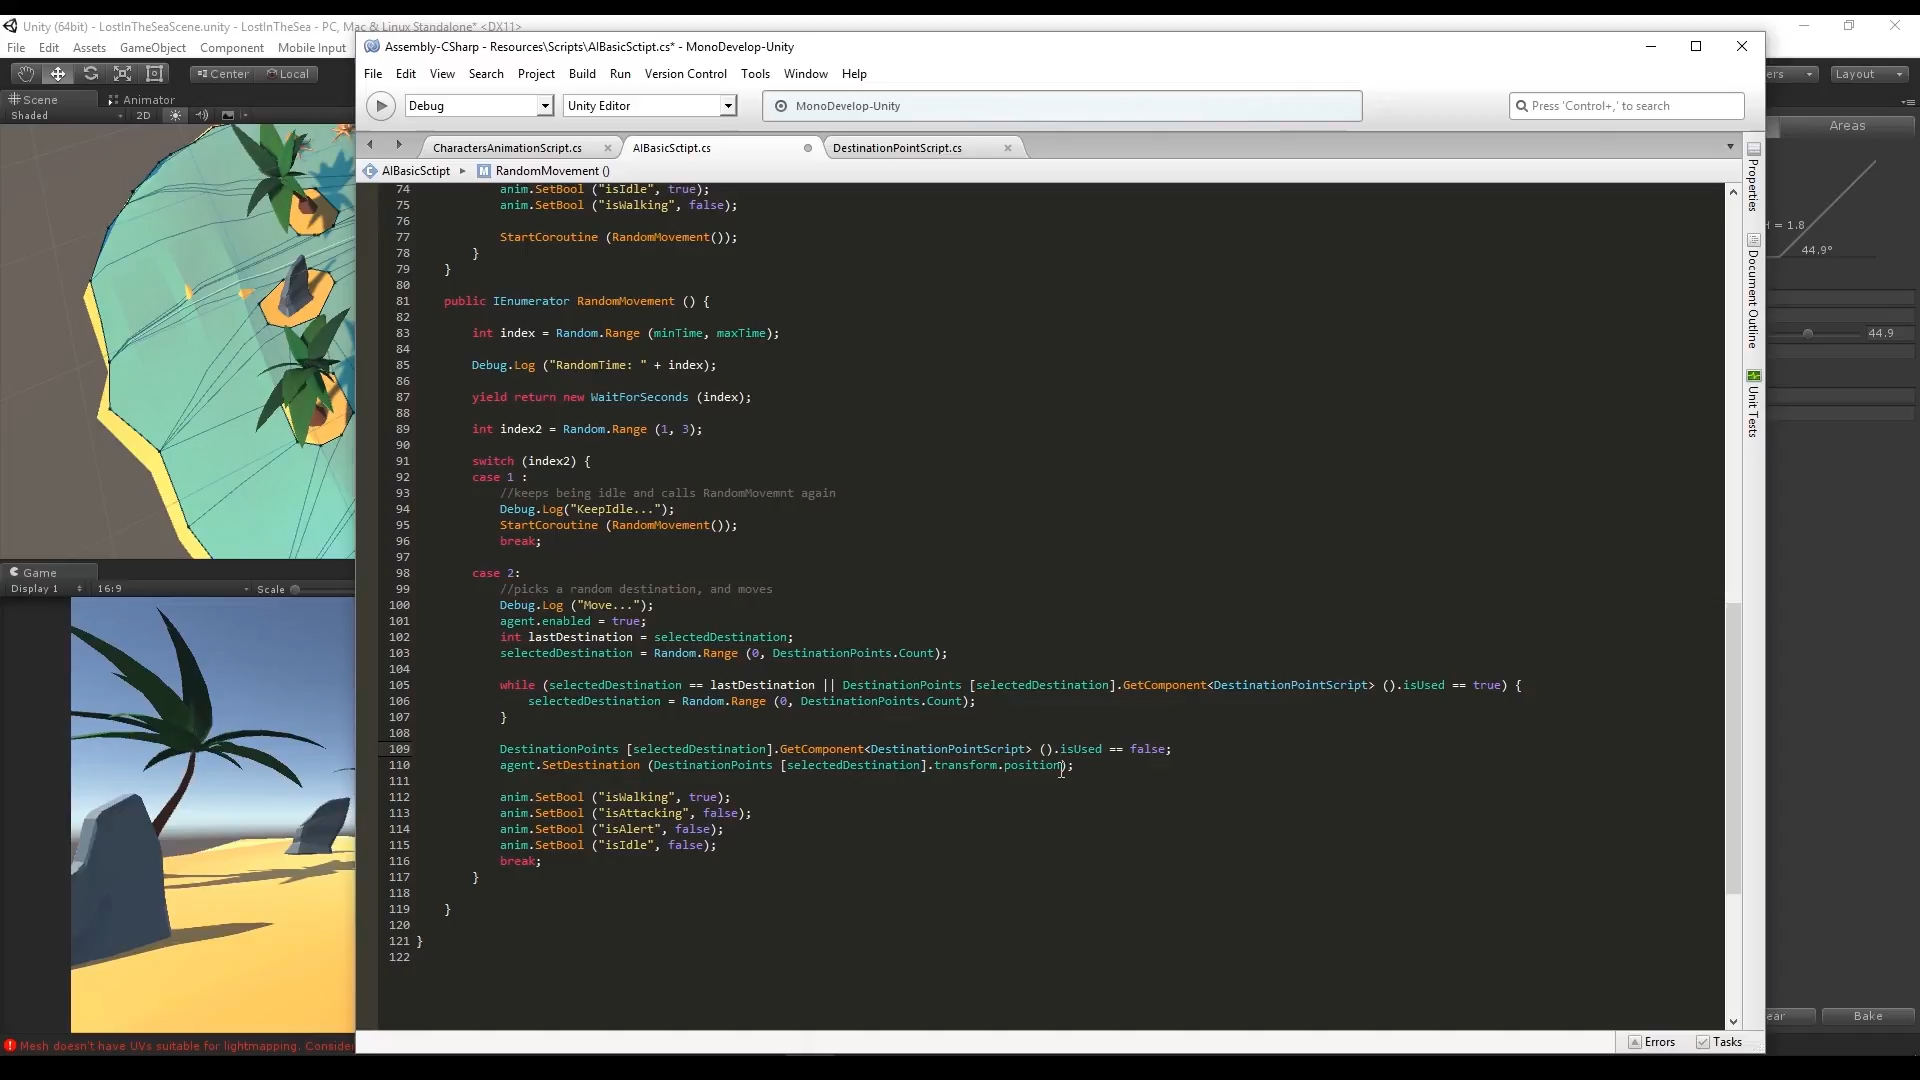 Unity (64bit) - LostInTheSeaScene.unity - LostInTheSea - PC, Mac & Linux Standalone* <DX11>
File Edit Assets GameObject Component Mobile Input
Center Local
Layout
Scene Animator
Shaded 2D
Areas
H = 1.8
44.9°
44.9
Bake
Game
Display 1 16:9 Scale
Mesh doesn't have UVs suitable for lightmapping.
Assembly-CSharp - Resources\Scripts\AIBasicSctipt.cs* - MonoDevelop-Unity
File Edit View Search Project Build Run Version Control Tools Window Help
Debug Unity Editor MonoDevelop-Unity Press 'Control+,' to search
CharactersAnimationScript.cs AIBasicSctipt.cs DestinationPointScript.cs
AIBasicSctipt RandomMovement ()
74 anim.SetBool ("isIdle", true);
75 anim.SetBool ("isWalking", false);
76
77 StartCoroutine (RandomMovement());
78 }
79 }
80
81 public IEnumerator RandomMovement () {
82
83 int index = Random.Range (minTime, maxTime);
84
85 Debug.Log ("RandomTime: " + index);
86
87 yield return new WaitForSeconds (index);
88
89 int index2 = Random.Range (1, 3);
90
91 switch (index2) {
92 case 1 :
93 //keeps being idle and calls RandomMovemnt again
94 Debug.Log("KeepIdle...");
95 StartCoroutine (RandomMovement());
96 break;
97
98 case 2:
99 //picks a random destination, and moves
100 Debug.Log ("Move...");
101 agent.enabled = true;
102 int lastDestination = selectedDestination;
103 selectedDestination = Random.Range (0, DestinationPoints.Count);
104
105 while (selectedDestination == lastDestination || DestinationPoints [selectedDestination].GetComponent<DestinationPointScript> ().isUsed == true) {
106 selectedDestination = Random.Range (0, DestinationPoints.Count);
107 }
108
109 DestinationPoints [selectedDestination].GetComponent<DestinationPointScript> ().isUsed == false;
110 agent.SetDestination (DestinationPoints [selectedDestination].transform.position);
111
112 anim.SetBool ("isWalking", true);
113 anim.SetBool ("isAttacking", false);
114 anim.SetBool ("isAlert", false);
115 anim.SetBool ("isIdle", false);
116 break;
117 }
118
119 }
120
121 }
122
Properties
Document Outline
Unit Tests
Errors Tasks